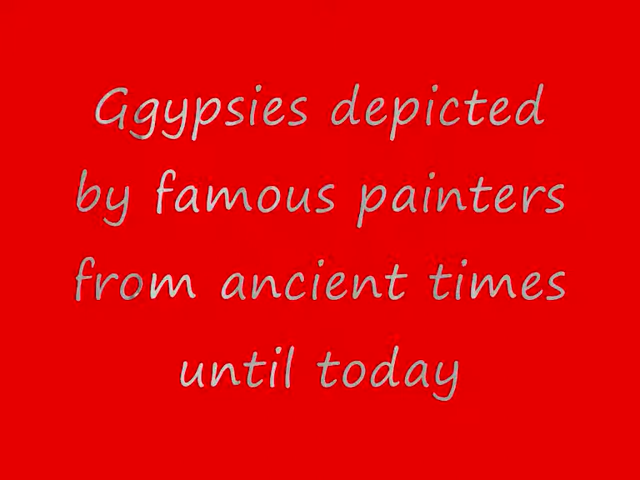 Ggypsies depicted
by famous painters
from ancient times
until today